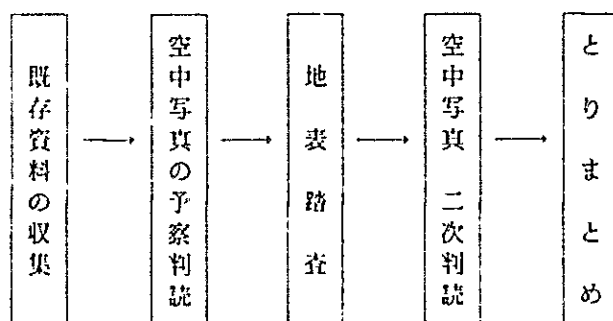 既存資料の収集
空中写真の予察判読
地表踏査
空中写真 二次判読
とりまとめ